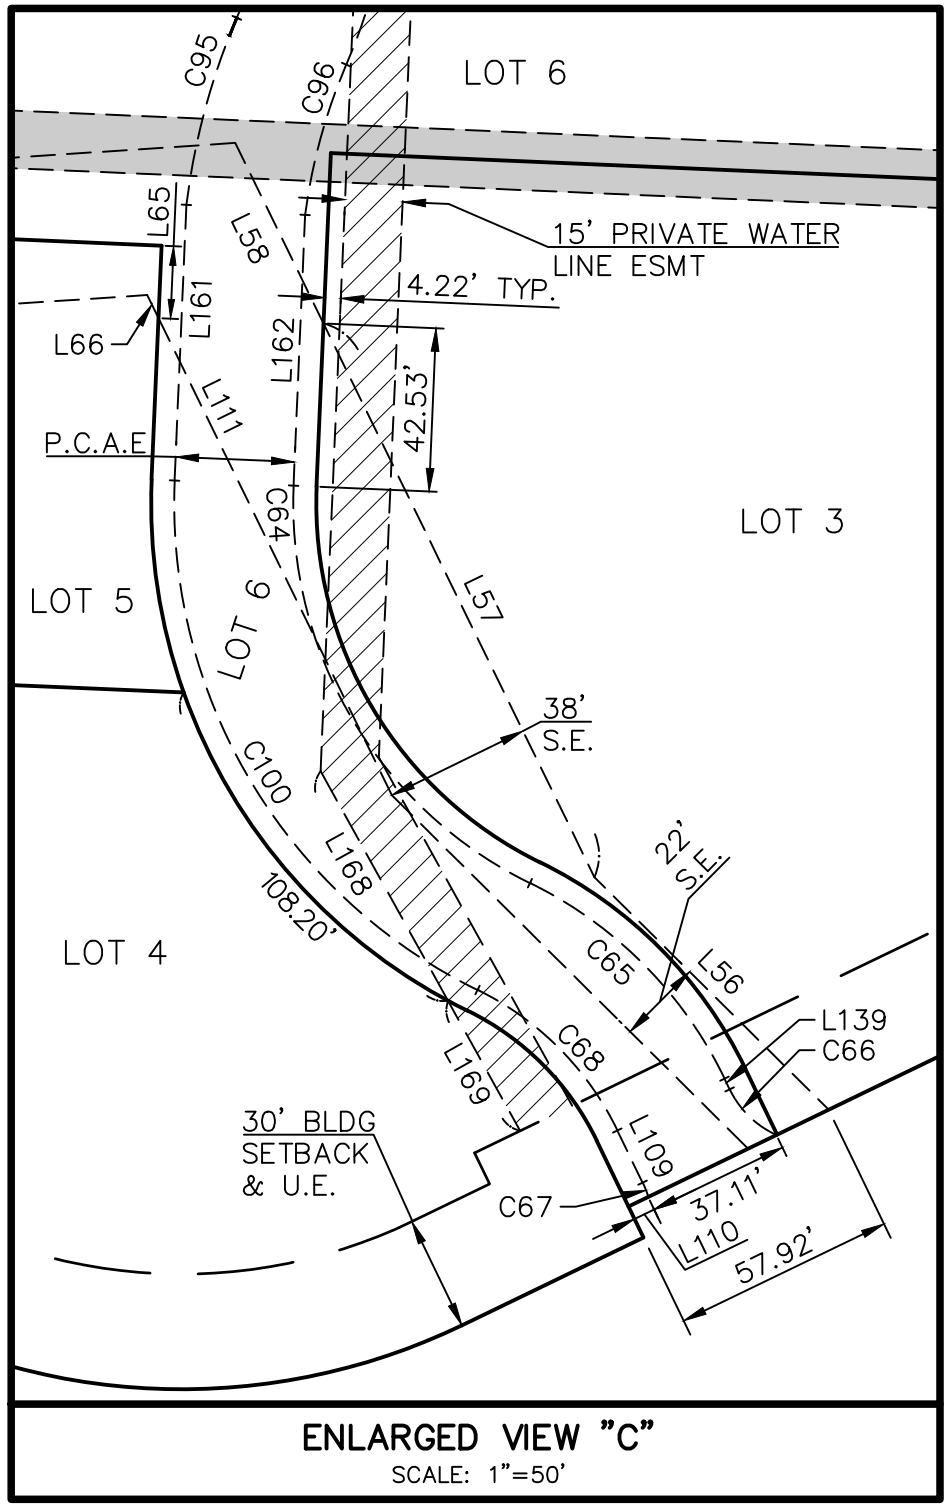 C95
C96
LOT 6
L65
L58
15' PRIVATE WATER
LINE ESMT
4.22' TYP.
L161
L162
L66
L111
42.53'
P.C.A.E
C64
LOT 3
LOT 5
LOT 6
L57
38'
S.E.
C100
L168
22'
S.E.
108.20'
LOT 4
C65
L56
L139
C66
C68
L169
30' BLDG
SETBACK
& U.E.
L109
C67
37.11'
L110
57.92'
ENLARGED VIEW "C"
SCALE: 1"=50'